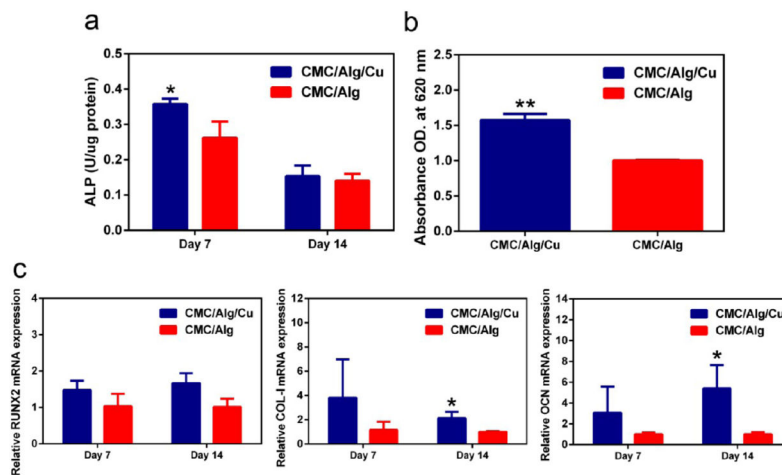 a
ALP (U/ug protein)
0.5
0.4
0.3
0.2
0.1
0.0
*
CMC/Alg/Cu
CMC/Alg
Day 7
Day 14
b
Absorbance OD. at 620 nm
2.5
2.0
1.5
1.0
0.5
0.0
**
CMC/Alg/Cu
CMC/Alg
CMC/Alg/Cu
CMC/Alg
c
Relative RUNX2 mRNA expression
4
3
2
1
0
CMC/Alg/Cu
CMC/Alg
Day 7
Day 14
Relative COL-I mRNA expression
12
10
8
6
4
2
0
*
CMC/Alg/Cu
CMC/Alg
Day 7
Day 14
Relative OCN mRNA expression
14
12
10
8
6
4
2
0
*
CMC/Alg/Cu
CMC/Alg
Day 7
Day 14